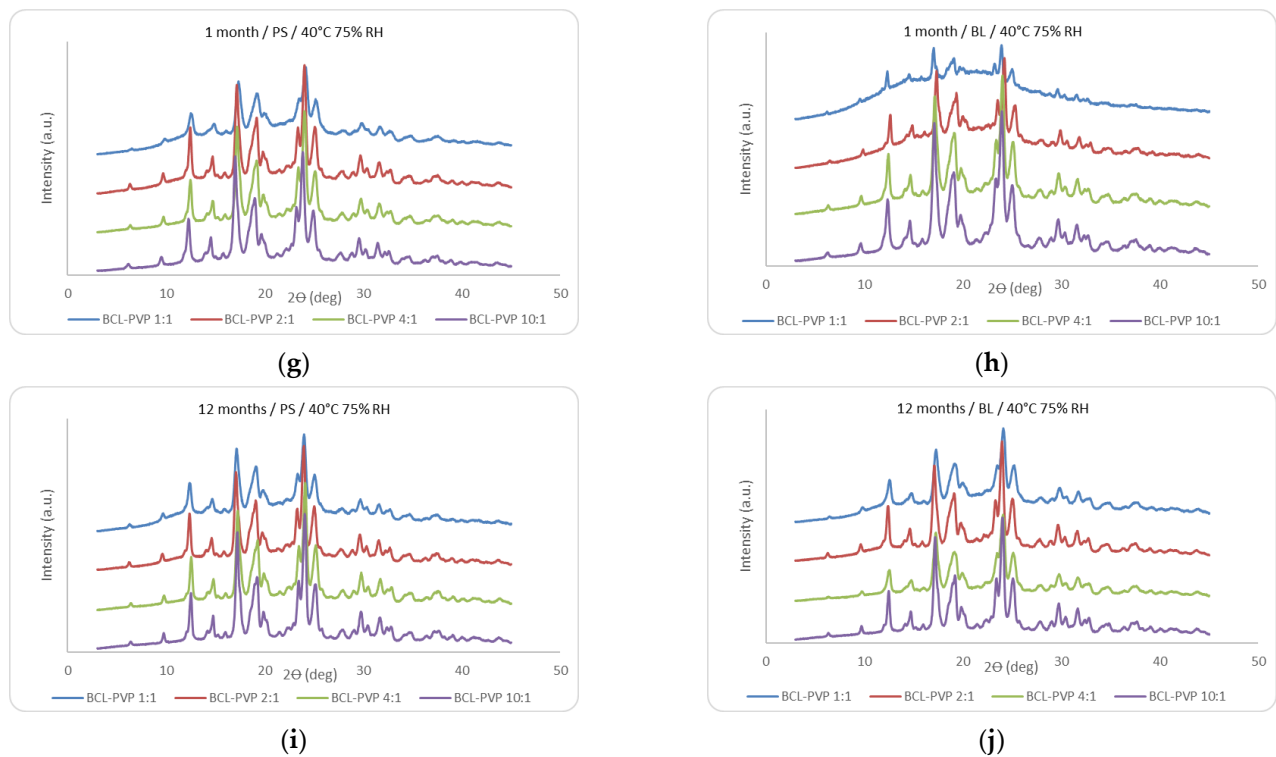 1 month / PS / 40°C 75% RH
Intensity (a.u.)
0 10 20 30 40 50
2Θ (deg)
BCL-PVP 1:1 BCL-PVP 2:1 BCL-PVP 4:1 BCL-PVP 10:1
(g)
1 month / BL / 40°C 75% RH
Intensity (a.u.)
0 10 20 30 40 50
2Θ (deg)
BCL-PVP 1:1 BCL-PVP 2:1 BCL-PVP 4:1 BCL-PVP 10:1
(h)
12 months / PS / 40°C 75% RH
Intensity (a.u.)
0 10 20 30 40 50
2Θ (deg)
BCL-PVP 1:1 BCL-PVP 2:1 BCL-PVP 4:1 BCL-PVP 10:1
(i)
12 months / BL / 40°C 75% RH
Intensity (a.u.)
0 10 20 30 40 50
2Θ (deg)
BCL-PVP 1:1 BCL-PVP 2:1 BCL-PVP 4:1 BCL-PVP 10:1
(j)